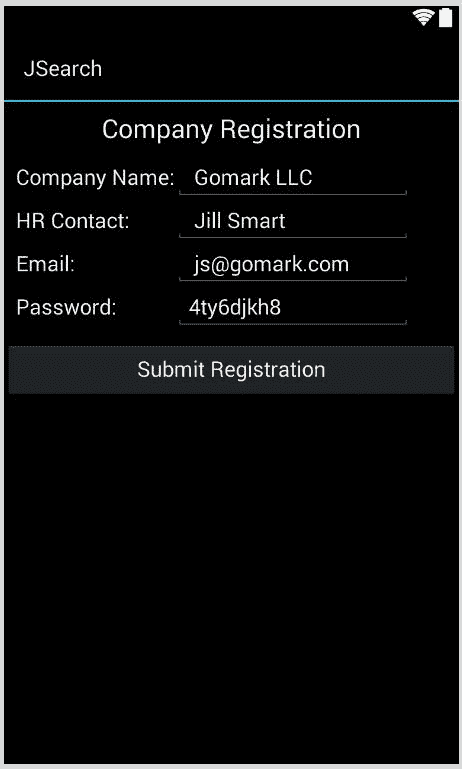 JSearch
Company Registration
Company Name: Gomark LLC
HR Contact: Jill Smart
Email: js@gomark.com
Password: 4ty6djkh8
Submit Registration